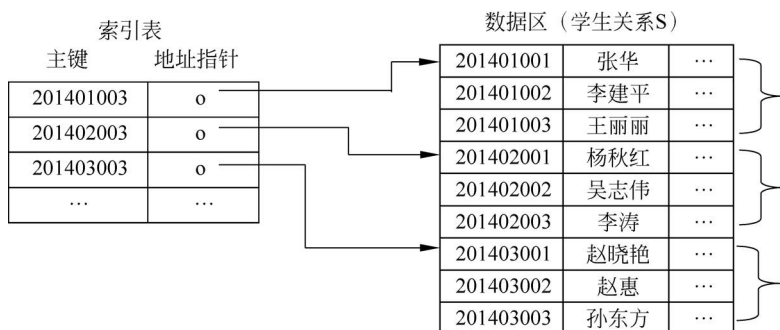 索引表
主键 地址指针
201401003 o
201402003 o
201403003 o
… …
数据区（学生关系S）
201401001 张华 …
201401002 李建平 …
201401003 王丽丽 …
201402001 杨秋红 …
201402002 吴志伟 …
201402003 李涛 …
201403001 赵晓艳 …
201403002 赵惠 …
201403003 孙东方 …